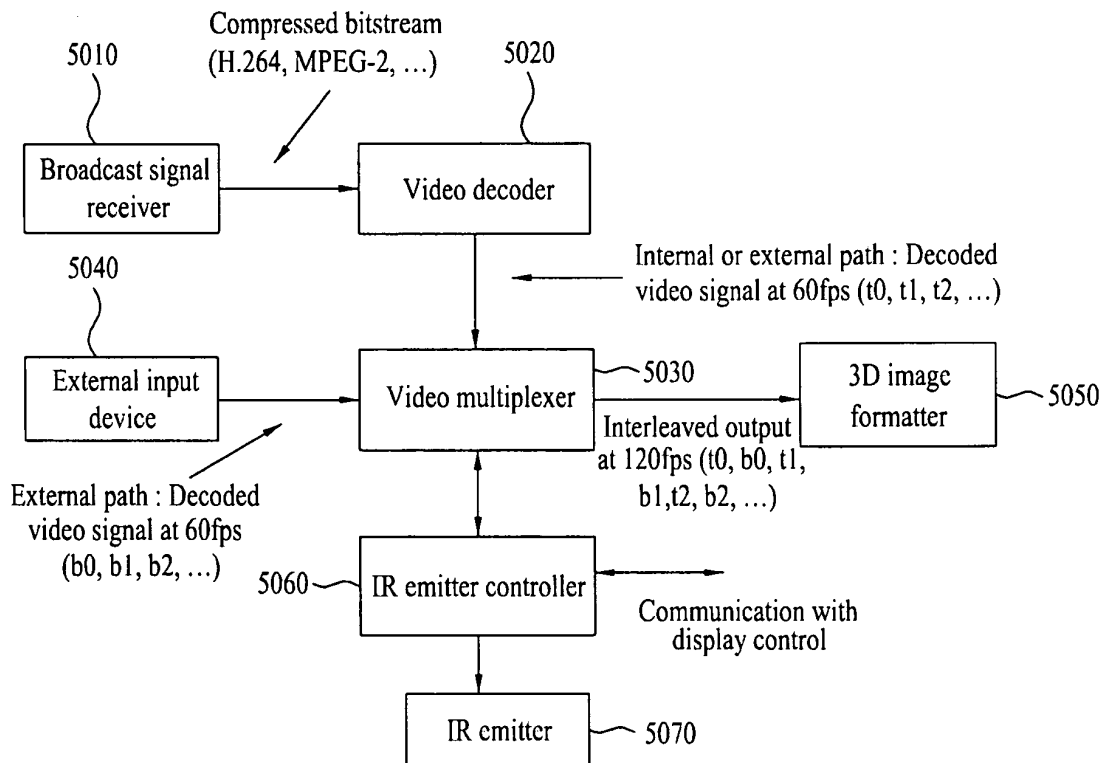 Compressed bitstream
(H.264, MPEG-2, …)
5010
5020
Broadcast signal
receiver
Video decoder
Internal or external path : Decoded
video signal at 60fps (t0, t1, t2, …)
5040
External input
device
Video multiplexer
5030
3D image
formatter
5050
Interleaved output
at 120fps (t0, b0, t1,
b1,t2, b2, …)
External path : Decoded
video signal at 60fps
(b0, b1, b2, …)
5060
IR emitter controller
Communication with
display control
IR emitter
5070